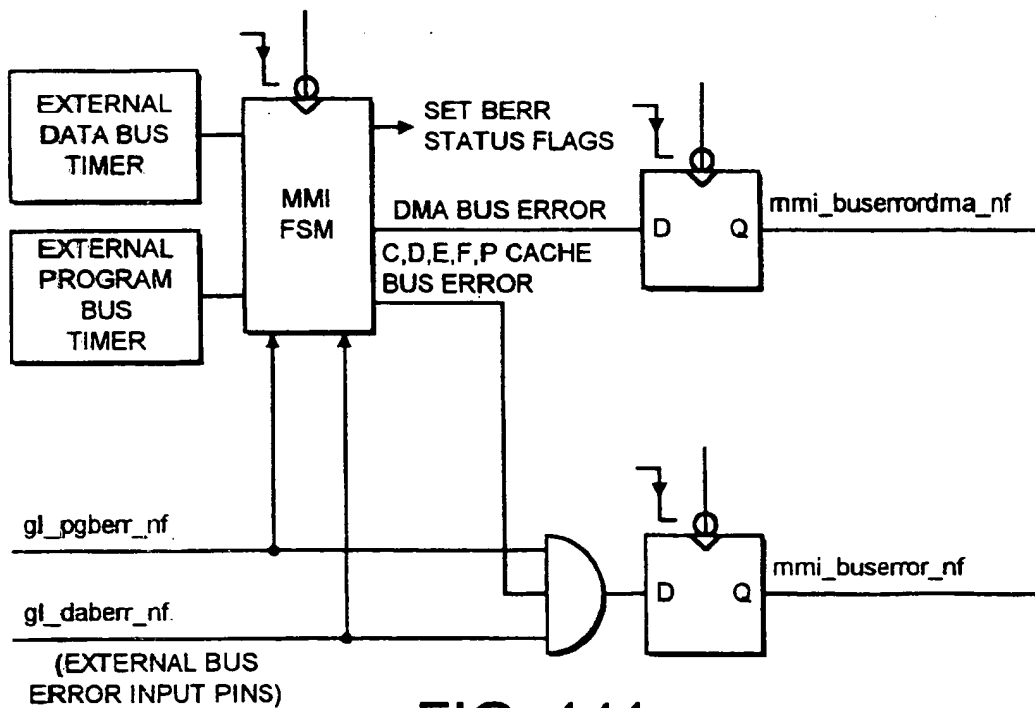 EXTERNAL
DATA BUS
TIMER
EXTERNAL
PROGRAM
BUS
TIMER
MMI
FSM
SET BERR
STATUS FLAGS
DMA BUS ERROR
C,D,E,F,P CACHE
BUS ERROR
D Q
mmi_buserrordma_nf
gl_pgberr_nf
gl_daberr_nf.
(EXTERNAL BUS
ERROR INPUT PINS)
D Q
mmi_buserror_nf